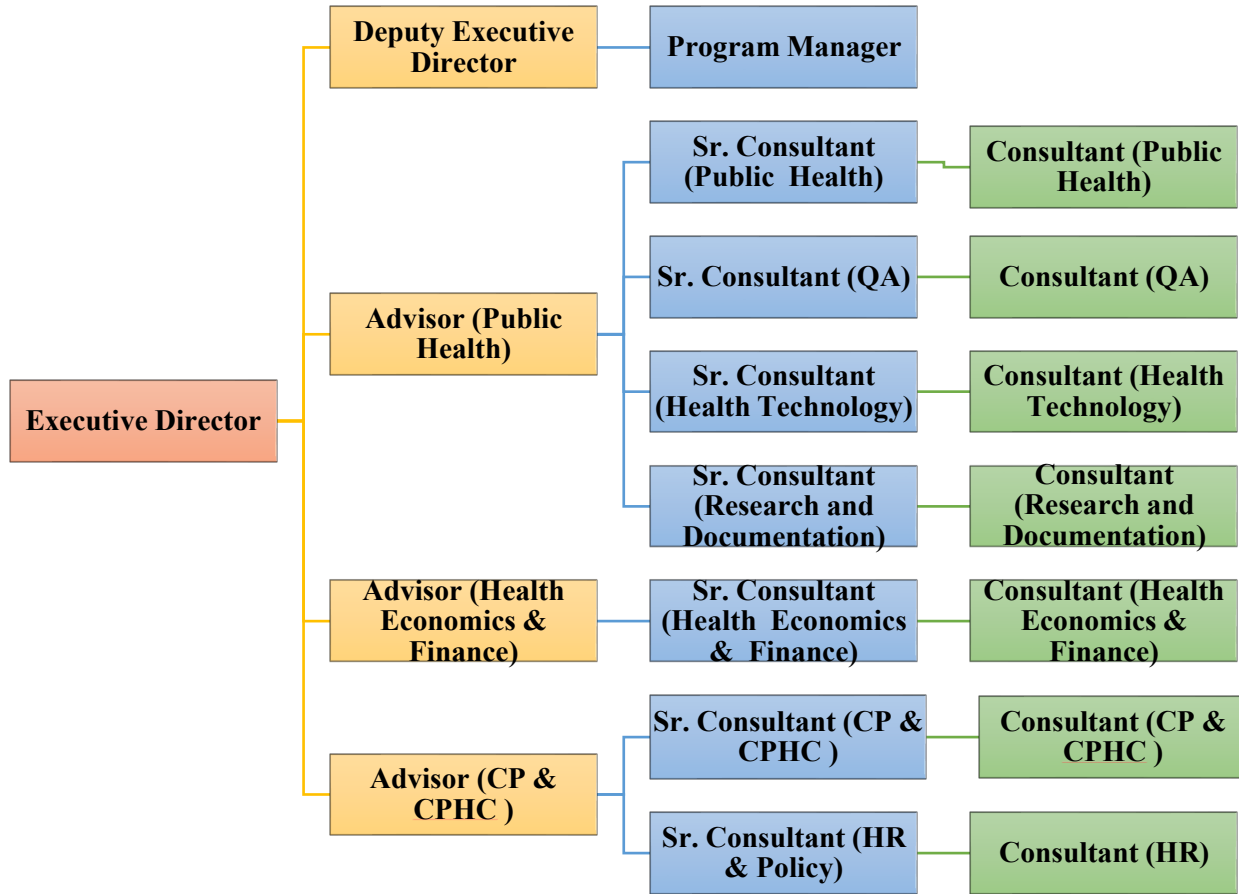 Deputy Executive
Director
Program Manager
Sr. Consultant
(Public Health)
Consultant (Public
Health)
Sr. Consultant (QA)
Consultant (QA)
Advisor (Public
Health)
Sr. Consultant
(Health Technology)
Consultant (Health
Technology)
Executive Director
Sr. Consultant
(Research and
Documentation)
Consultant
(Research and
Documentation)
Advisor (Health
Economics &
Finance)
Sr. Consultant
(Health Economics
& Finance)
Consultant (Health
Economics &
Finance)
Sr. Consultant (CP &
CPHC )
Consultant (CP &
CPHC )
Advisor (CP &
CPHC )
Sr. Consultant (HR
& Policy)
Consultant (HR)